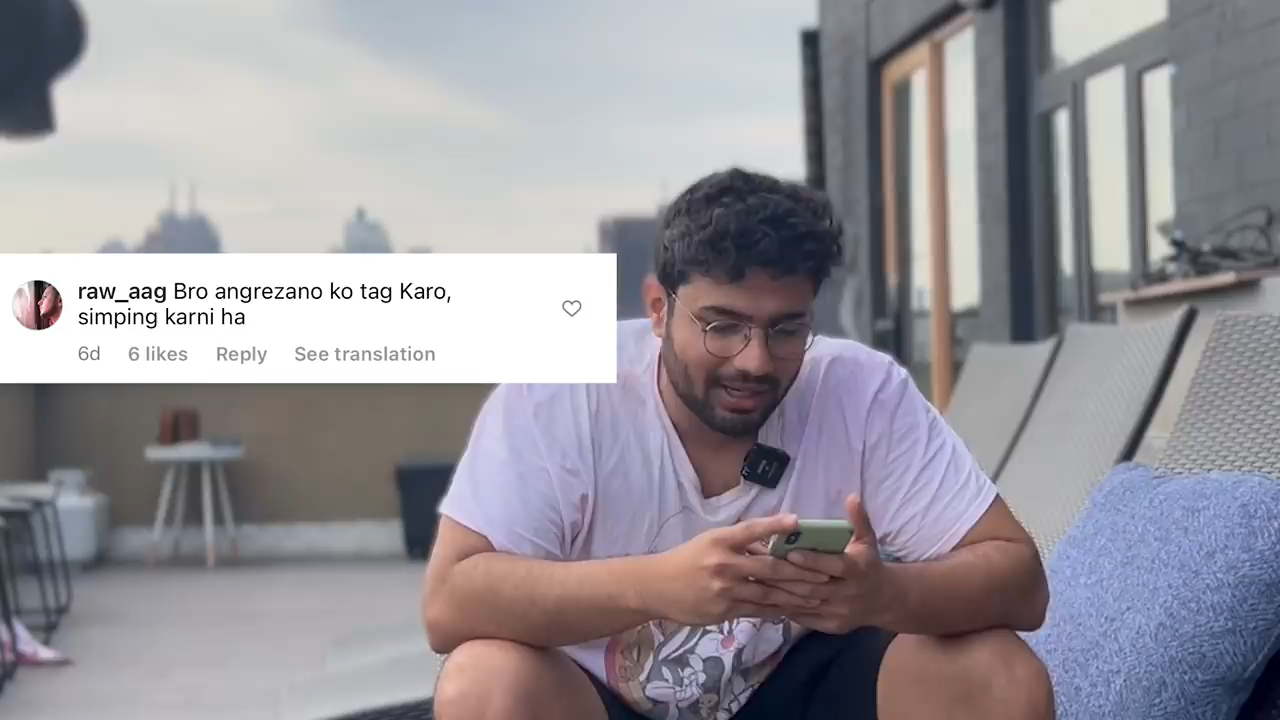 raw_aag Bro angrezano ko tag Karo,
simping karni ha
6d 6 likes Reply See translation